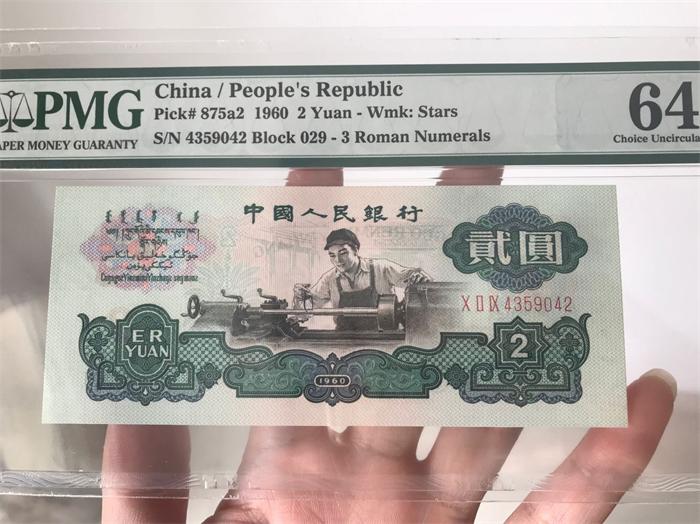 PMG
PAPER MONEY GUARANTY
China / People's Republic
Pick# 875a2 1960 2 Yuan - Wmk: Stars
S/N 4359042 Block 029 - 3 Roman Numerals
64
Choice Uncircula
中國人民銀行
貳圓
X II IX 4359042
ER
YUAN
1960
2